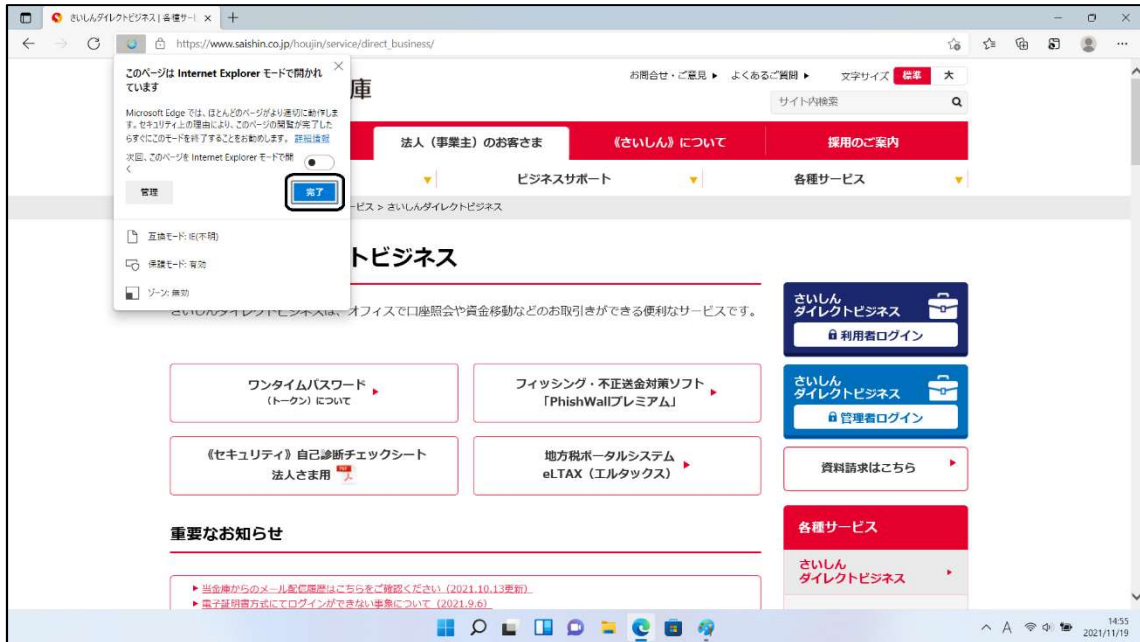 さいしんダイレクトビジネス | 各種サー
https://www.saishin.co.jp/houjin/service/direct_business/
このページは Internet Explorer モードで開かれ
ています
Microsoft Edge では、ほとんどのページがより適切に動作しま
す。セキュリティ上の理由により、このページの閲覧が完了した
らすぐにこのモードを終了することをお勧めします。 詳細情報
次回、このページを Internet Explorer モードで開
く
管理
完了
互換モード: IE(不明)
保護モード: 有効
ゾーン: 無効
庫
お問合せ・ご意見
よくあるご質問
文字サイズ
標準
大
サイト内検索
法人（事業主）のお客さま
《さいしん》について
採用のご案内
ビジネスサポート
各種サービス
ービス > さいしんダイレクトビジネス
トビジネス
さいしんダイレクトビジネスは、オフィスで口座照会や資金移動などのお取引きができる便利なサービスです。
ワンタイムパスワード
（トークン）について
フィッシング・不正送金対策ソフト
「PhishWallプレミアム」
《セキュリティ》自己診断チェックシート
法人さま用
地方税ポータルシステム
eLTAX（エルタックス）
さいしん
ダイレクトビジネス
利用者ログイン
さいしん
ダイレクトビジネス
管理者ログイン
資料請求はこちら
各種サービス
さいしん
ダイレクトビジネス
重要なお知らせ
当金庫からのメール配信履歴はこちらをご確認ください（2021.10.13更新）
電子証明書方式にてログインができない事象について（2021.9.6）
A
14:55
2021/11/19